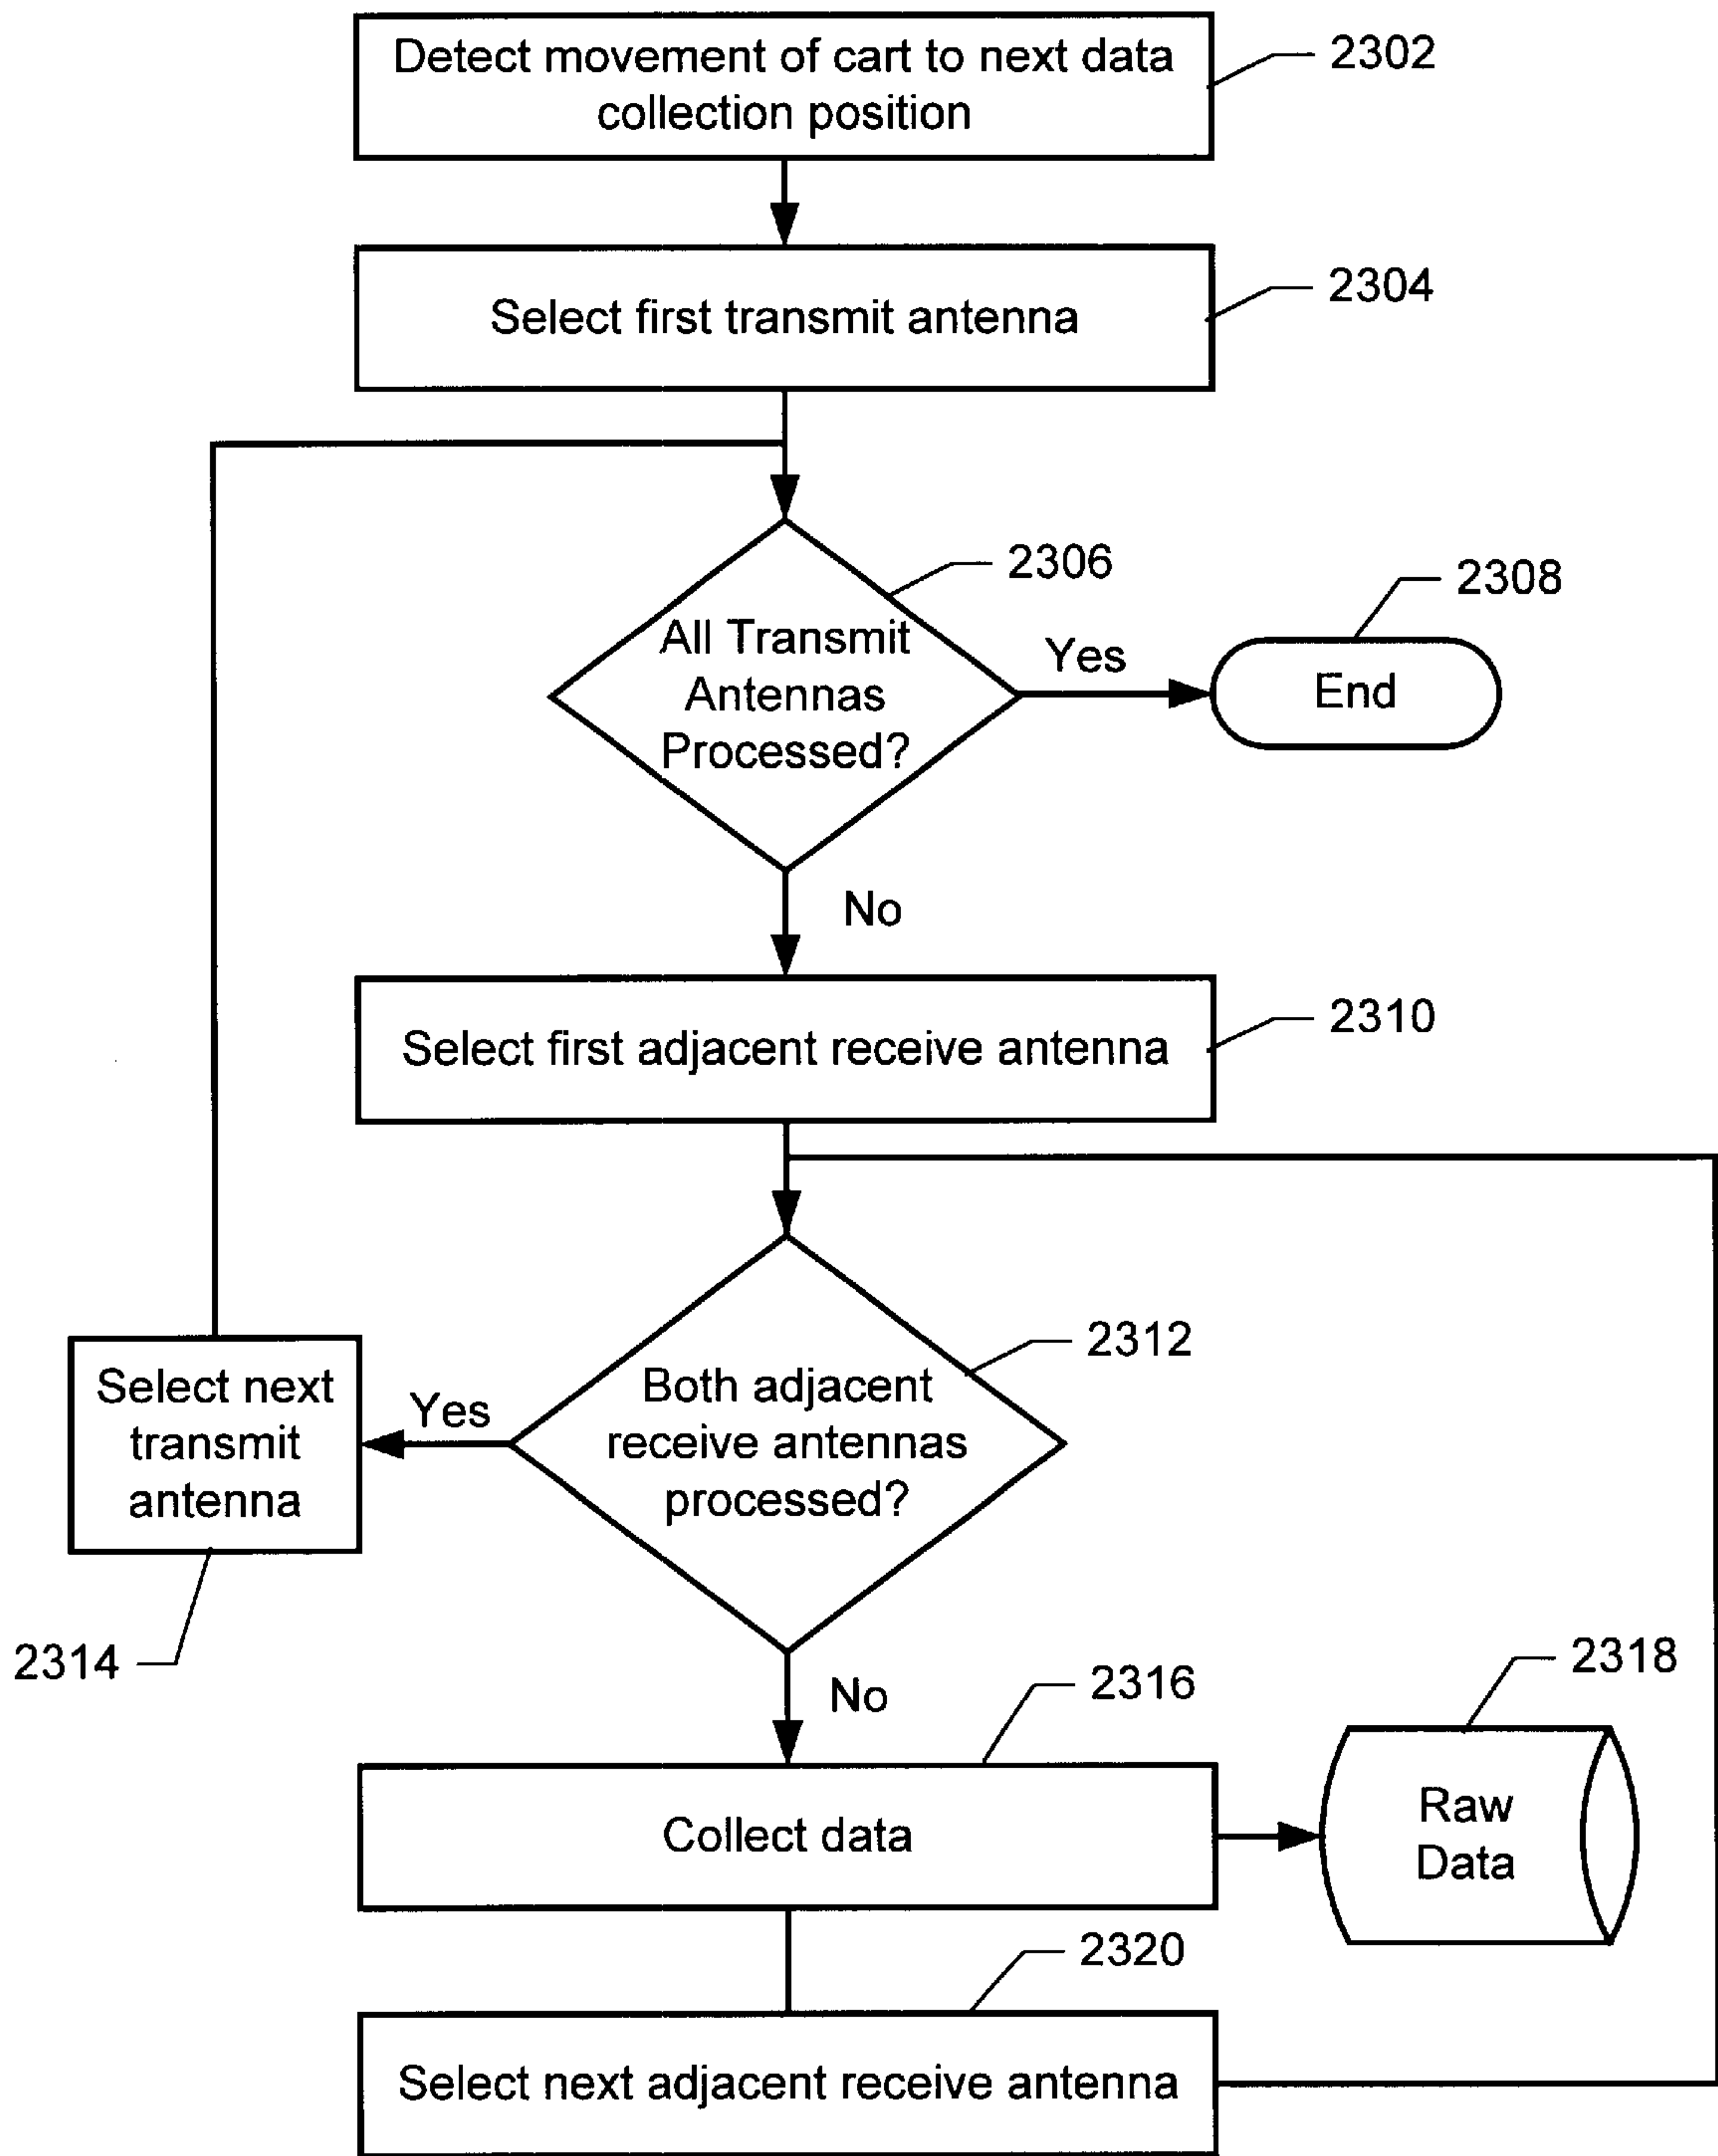 Detect movement of cart to next data
collection position
2302
Select first transmit antenna
2304
2306
All Transmit
Antennas
Processed?
Yes
2308
End
No
Select first adjacent receive antenna
2310
2312
Both adjacent
receive antennas
processed?
Yes
Select next
transmit
antenna
2314
No
2316
Collect data
2318
Raw
Data
2320
Select next adjacent receive antenna